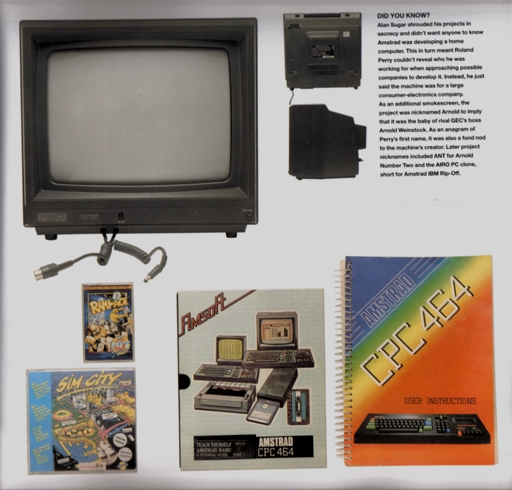 DID YOU KNOW?
Alan Sugar shrouded his projects in
secrecy and didn't want anyone to know
Amstrad was developing a home
computer. This in turn meant Roland
Perry couldn't reveal who he was
working for when approaching possible
companies to develop it. Instead, he just
said the machine was for a large
consumer-electronics company.
As an additional smokescreen, the
project was nicknamed Arnold to imply
that it was the baby of rival GEC's boss
Arnold Weinstock. As an anagram of
Perry's first name, it was also a fond nod
to the machine's creator. Later project
nicknames included ANT for Arnold
Number Two and the AIRO PC clone,
short for Amstrad IBM Rip-Off.
AMSTRAD
RAMPAGE
SIM CITY
AMSOFT
TEACH YOURSELF
AMSTRAD BASIC
A TUTORIAL GUIDE PART 1
AMSTRAD
CPC 464
AMSTRAD
CPC 464
USER INSTRUCTIONS